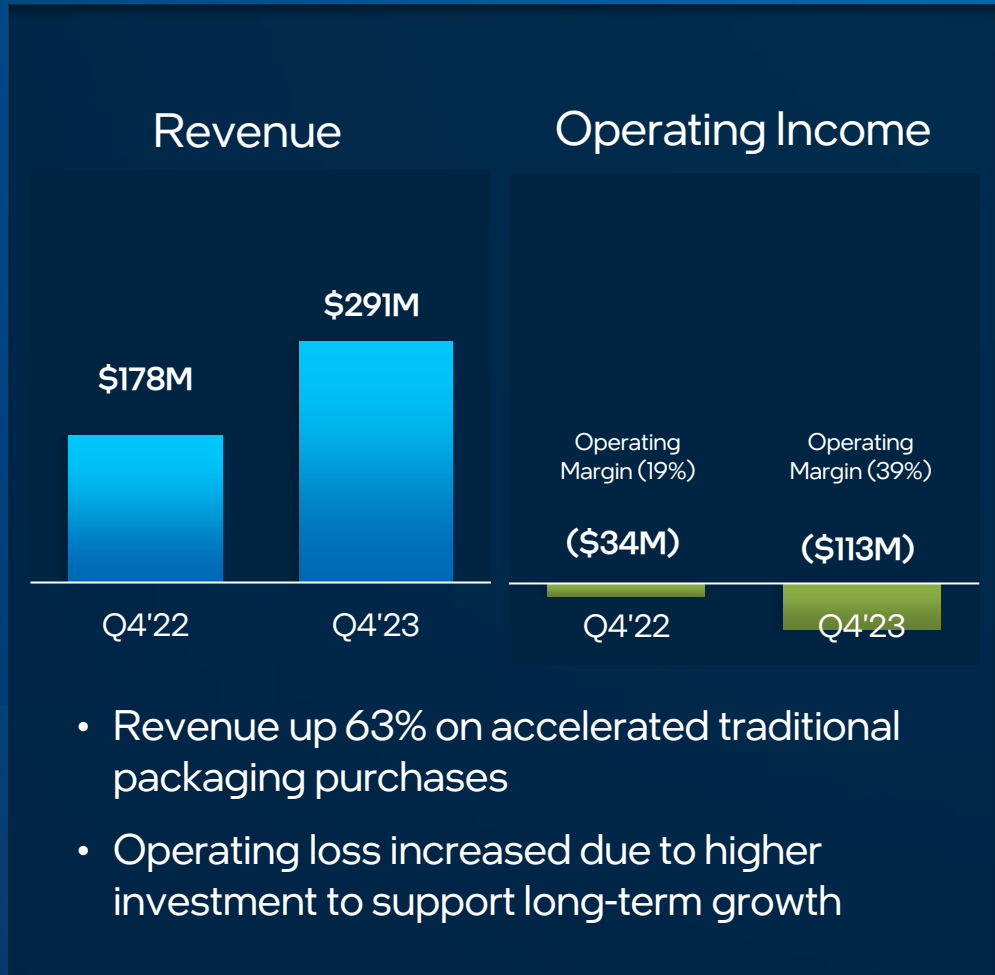 Revenue
$178M
$291M
Q4'22
Q4'23
Operating Income
Operating
Margin (19%)
Operating
Margin (39%)
($34M)
($113M)
Q4'22
Q4'23
• Revenue up 63% on accelerated traditional
packaging purchases
• Operating loss increased due to higher
investment to support long-term growth